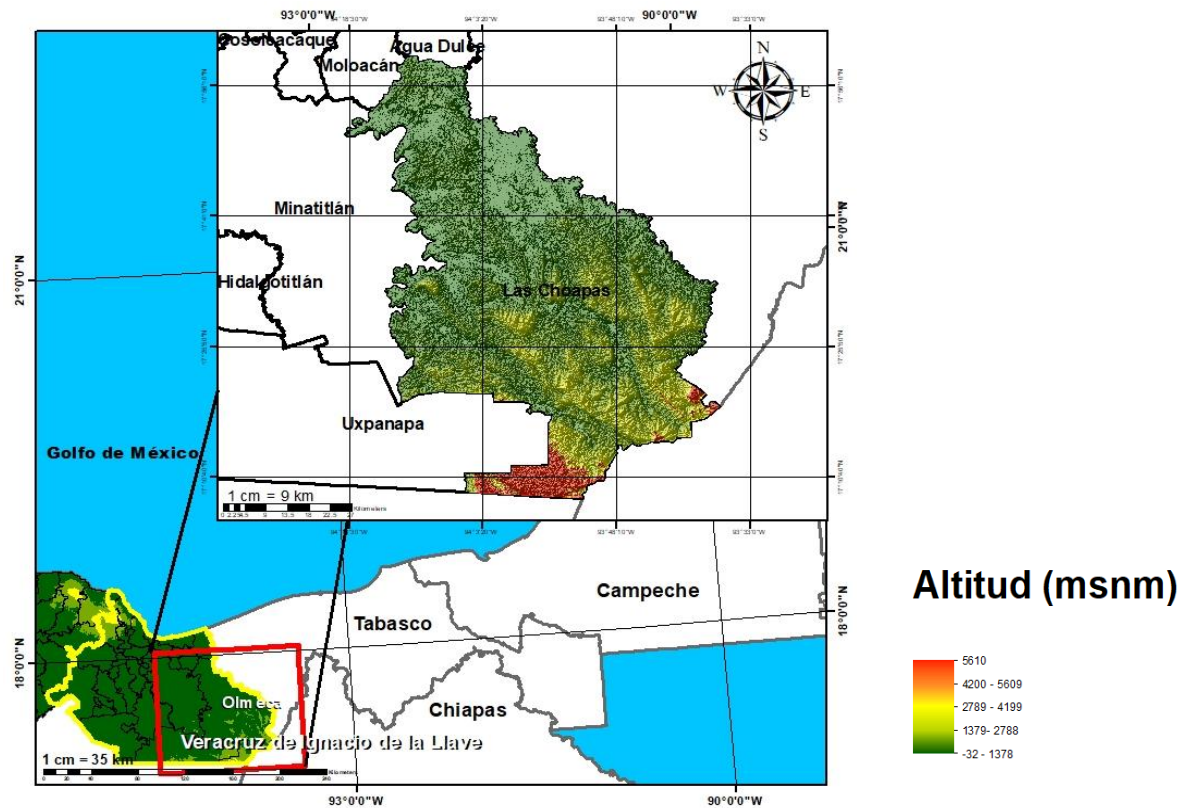 93°0'0"W
90°0'0"W
Cosoleacaque
Agua Dulce
Moloacán
N
W
E
S
Minatitlán
21°0'0"N
Hidalgotitlán
21°0'0"N
Las Choapas
Uxpanapa
Golfo de México
1 cm = 9 km
Kilometers
Campeche
Tabasco
18°0'0"N
18°0'0"N
Olmeca
Chiapas
Veracruz de Ignacio de la Llave
1 cm = 35 km
Kilometers
93°0'0"W
90°0'0"W
Altitud (msnm)
5610
4200 - 5609
2789 - 4199
1379- 2788
-32 - 1378